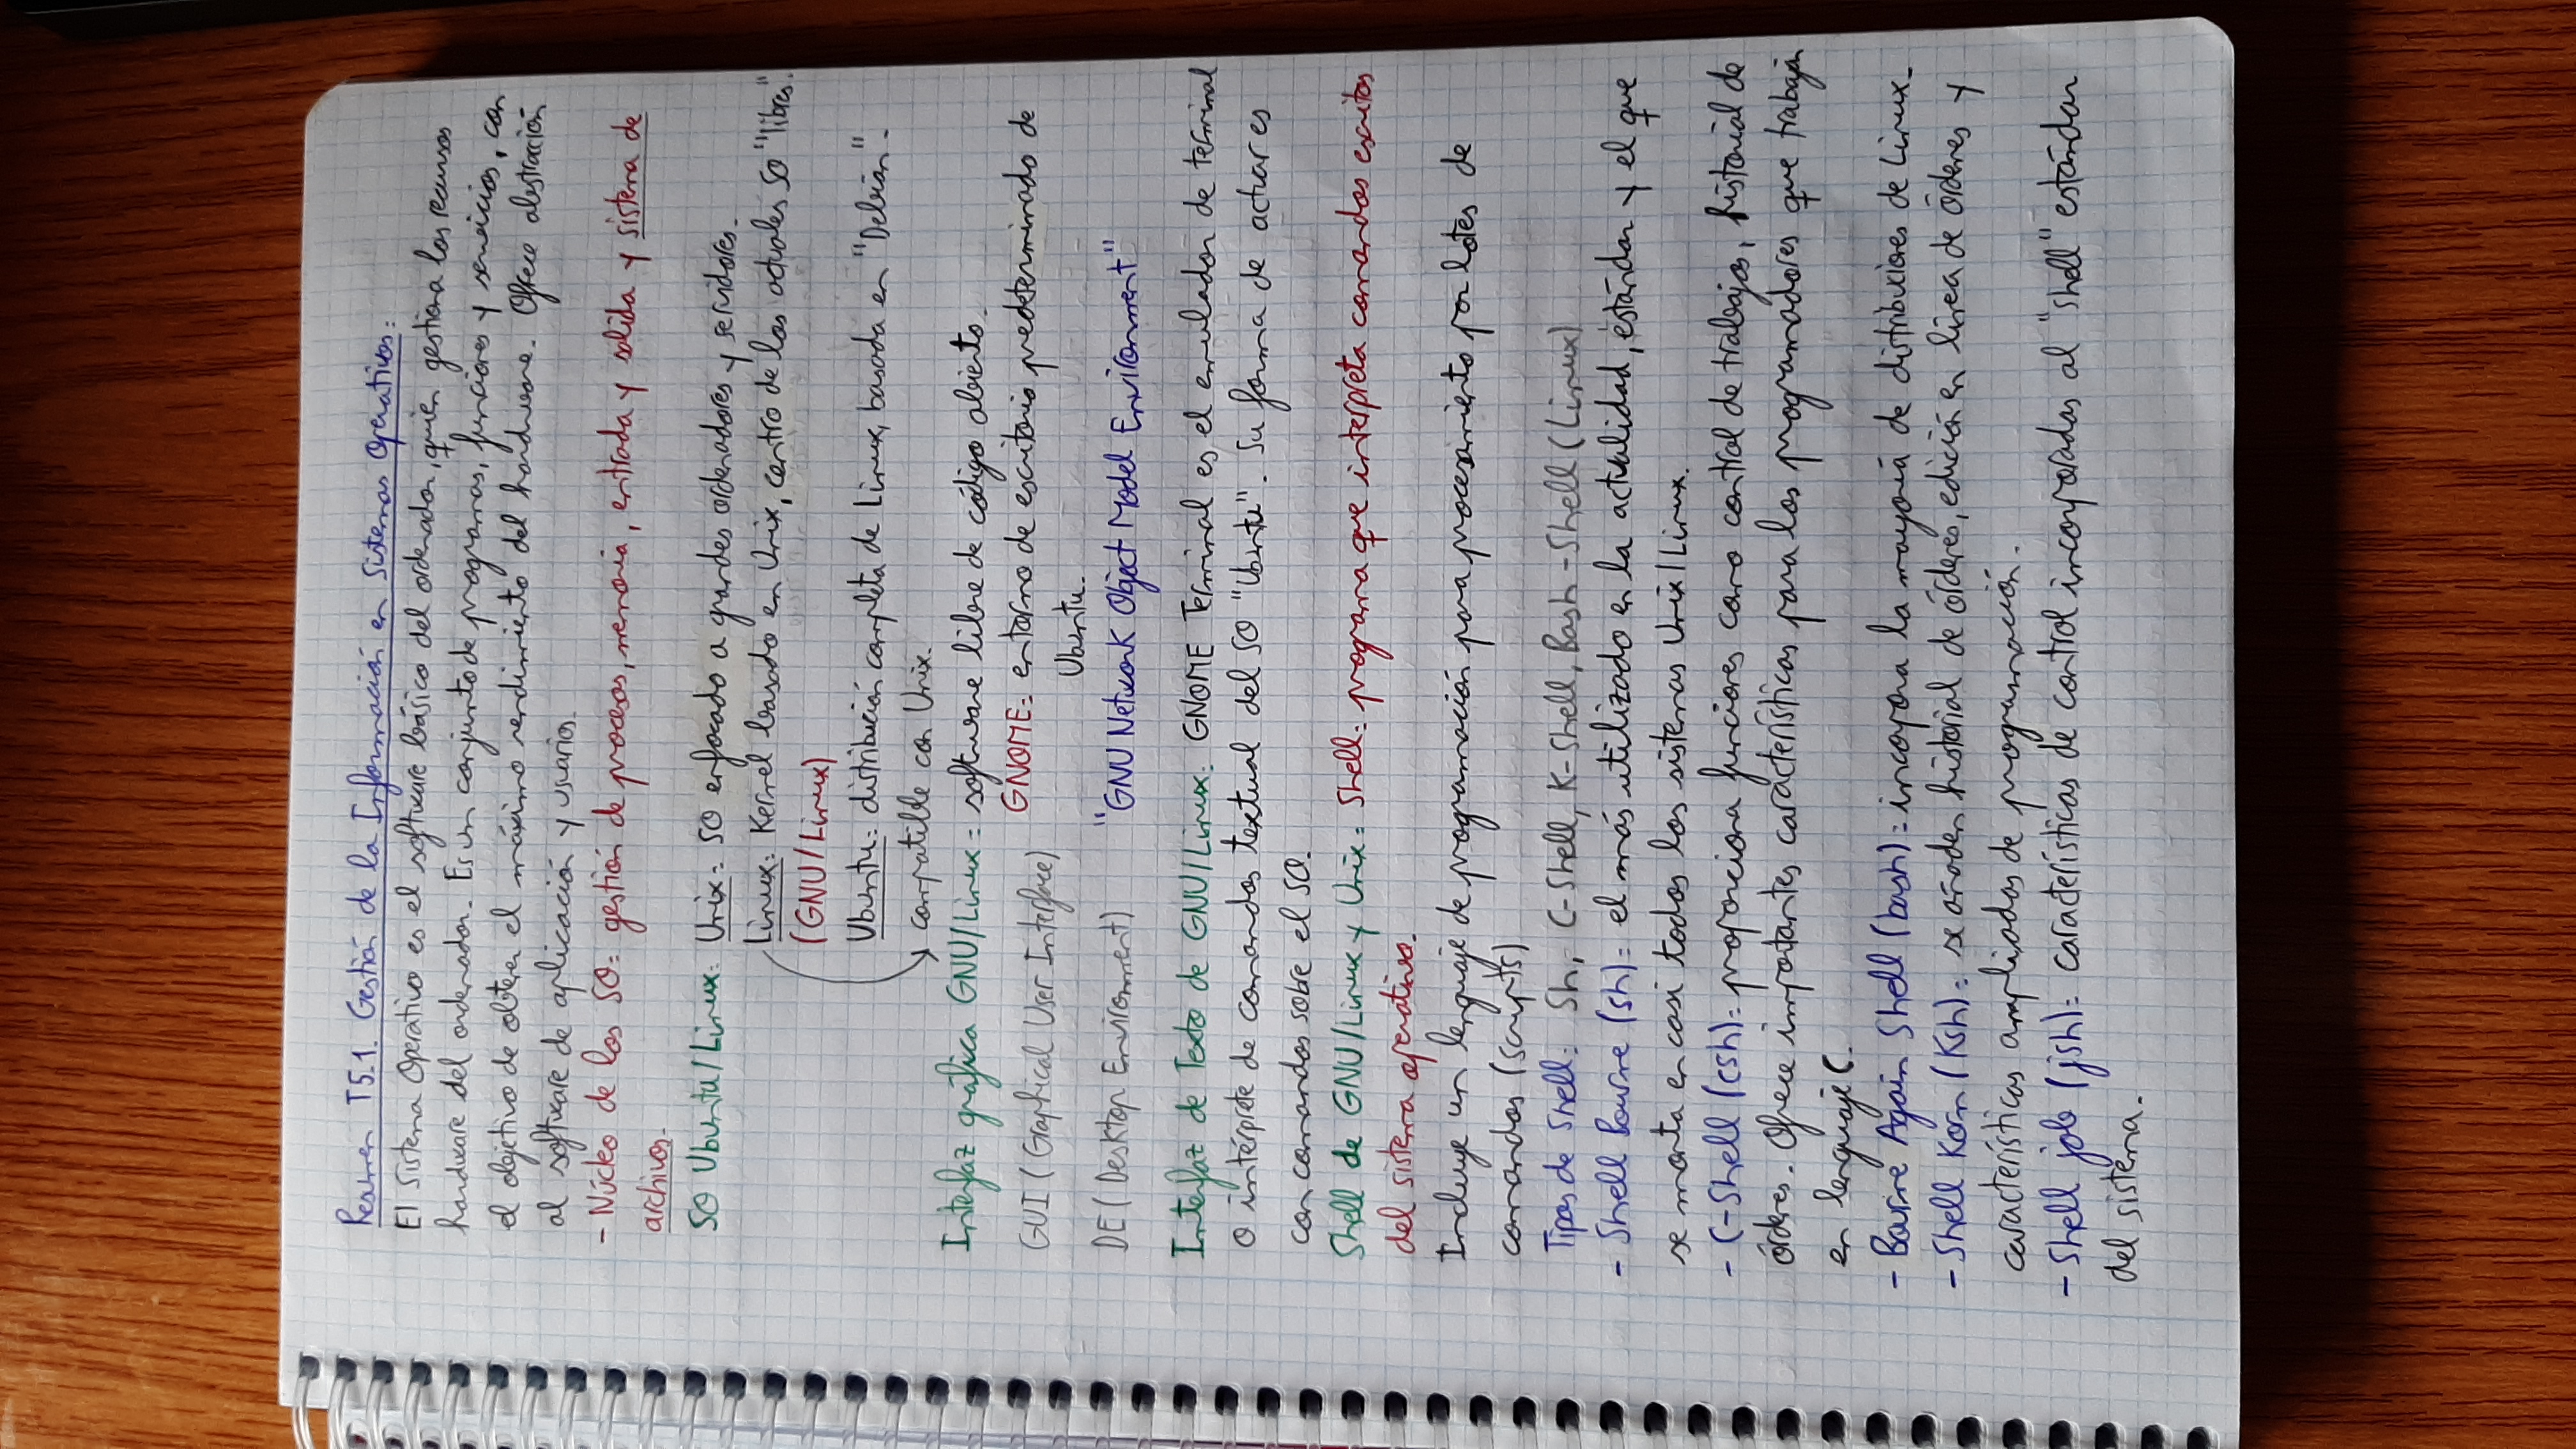 Resumen T5.1. Gestión de la Información en Sistemas Operativos:
El Sistema Operativo es el software básico del ordenador, quien gestiona los recursos
hardware del ordenador. Es un conjunto de programas, funciones y servicios, con
el objetivo de obtener el máximo rendimiento del hardware. Ofrece abstracción
al software de aplicación y usuarios.
- Núcleo de los SO: gestión de procesos, memoria, entrada y salida y sistema de
archivos.
SO Ubuntu/Linux: Unix: SO enfocado a grandes ordenadores y servidores.
Linux: Kernel basado en Unix, centro de los actuales SO "libres".
(GNU/Linux)
Ubuntu: distribución completa de Linux, basada en "Debian".
compatible con Unix.
Interfaz gráfica GNU/Linux: software libre de código abierto.
GUI (Graphical User Interface) GNOME: entorno de escritorio predeterminado de
Ubuntu.
DE (Desktop Environment) "GNU Network Object Model Environment"
Interfaz de Texto de GNU/Linux: GNOME Terminal es el emulador de terminal
o intérprete de comandos textual del SO "Ubuntu". Su forma de actuar es
con comandos sobre el SO.
Shell de GNU/Linux y Unix: Shell: programa que interpreta comandos escritos
del sistema operativo.
Incluye un lenguaje de programación para procesamiento por lotes de
comandos (scripts)
Tipos de Shell: Sh, C-Shell, K-Shell, Bash-Shell (Linux)
- Shell Bourne (sh): el más utilizado en la actualidad, estándar y el que
se monta en casi todos los sistemas Unix/Linux.
- C-Shell (csh): proporciona funciones como control de trabajos, historial de
órdenes. Ofrece importantes características para los programadores que trabajan
en lenguaje C.
- Bourne Again Shell (bash): incorpora la mayoría de distribuciones de Linux.
- Shell Korn (Ksh): se añaden historial de órdenes, edición en línea de órdenes y
características ampliadas de programación.
- Shell job (jsh): características de control incorporadas al "shell" estándar
del sistema.